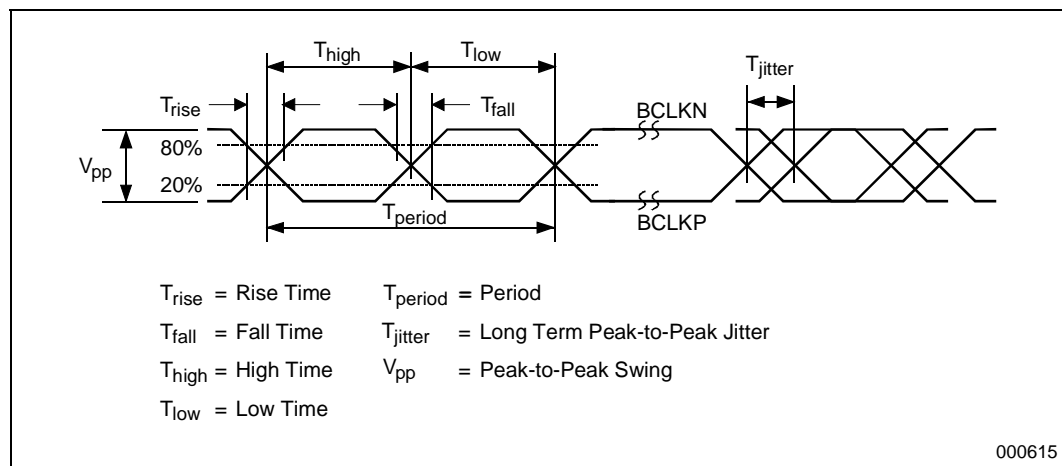 Thigh
Tlow
Tjitter
Trise
Tfall
BCLKN
80%
Vpp
20%
Tperiod
BCLKP
Trise = Rise Time
Tperiod = Period
Tfall = Fall Time
Tjitter = Long Term Peak-to-Peak Jitter
Thigh = High Time
Vpp = Peak-to-Peak Swing
Tlow = Low Time
000615